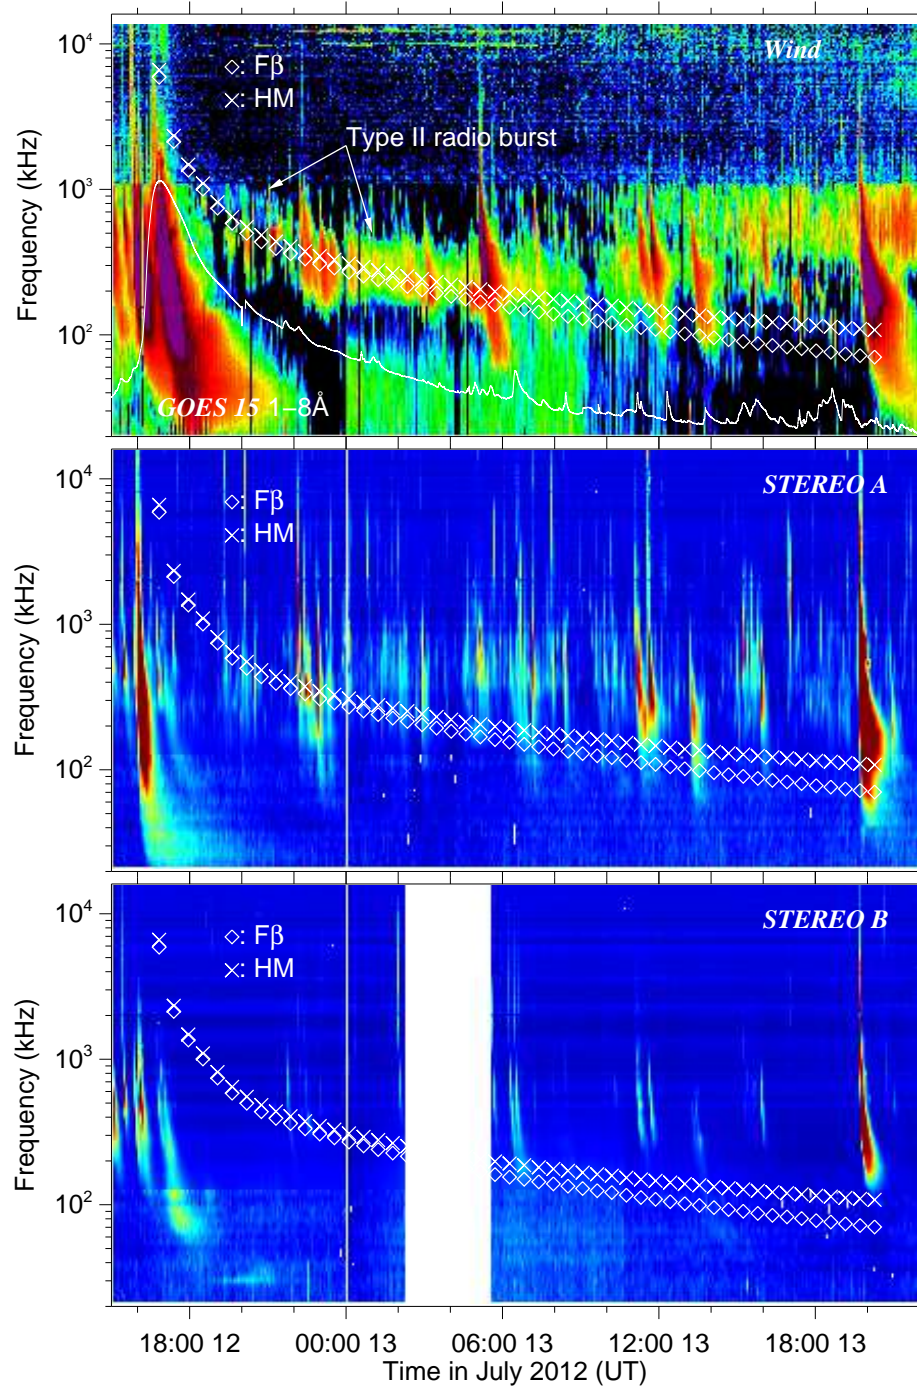 10⁴
Wind
◇: Fβ
×: HM
Type II radio burst
10³
Frequency (kHz)
10²
GOES 15 1−8Å
10⁴
STEREO A
◇: Fβ
×: HM
10³
Frequency (kHz)
10²
10⁴
STEREO B
◇: Fβ
×: HM
10³
Frequency (kHz)
10²
18:00 12 00:00 13 06:00 13 12:00 13 18:00 13
Time in July 2012 (UT)